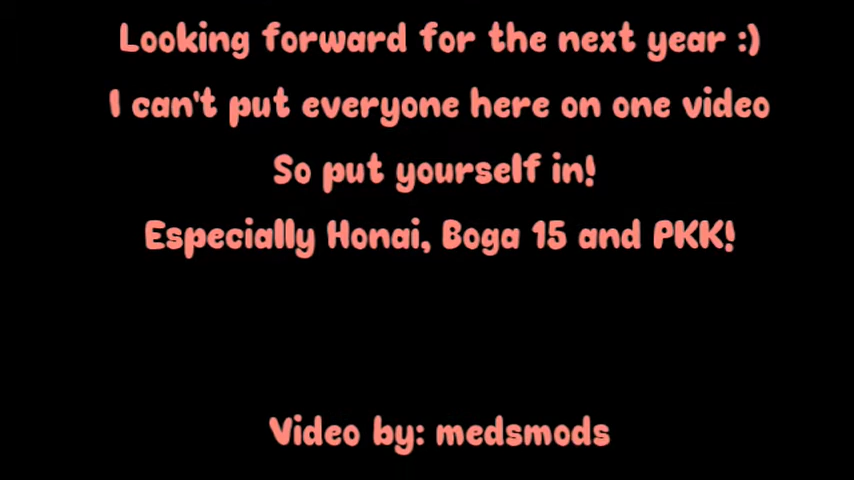 Looking forward for the next year :)
I can't put everyone here on one video
So put yourself in!
Especially Honai, Boga 15 and PKK!
Video by: medsmods